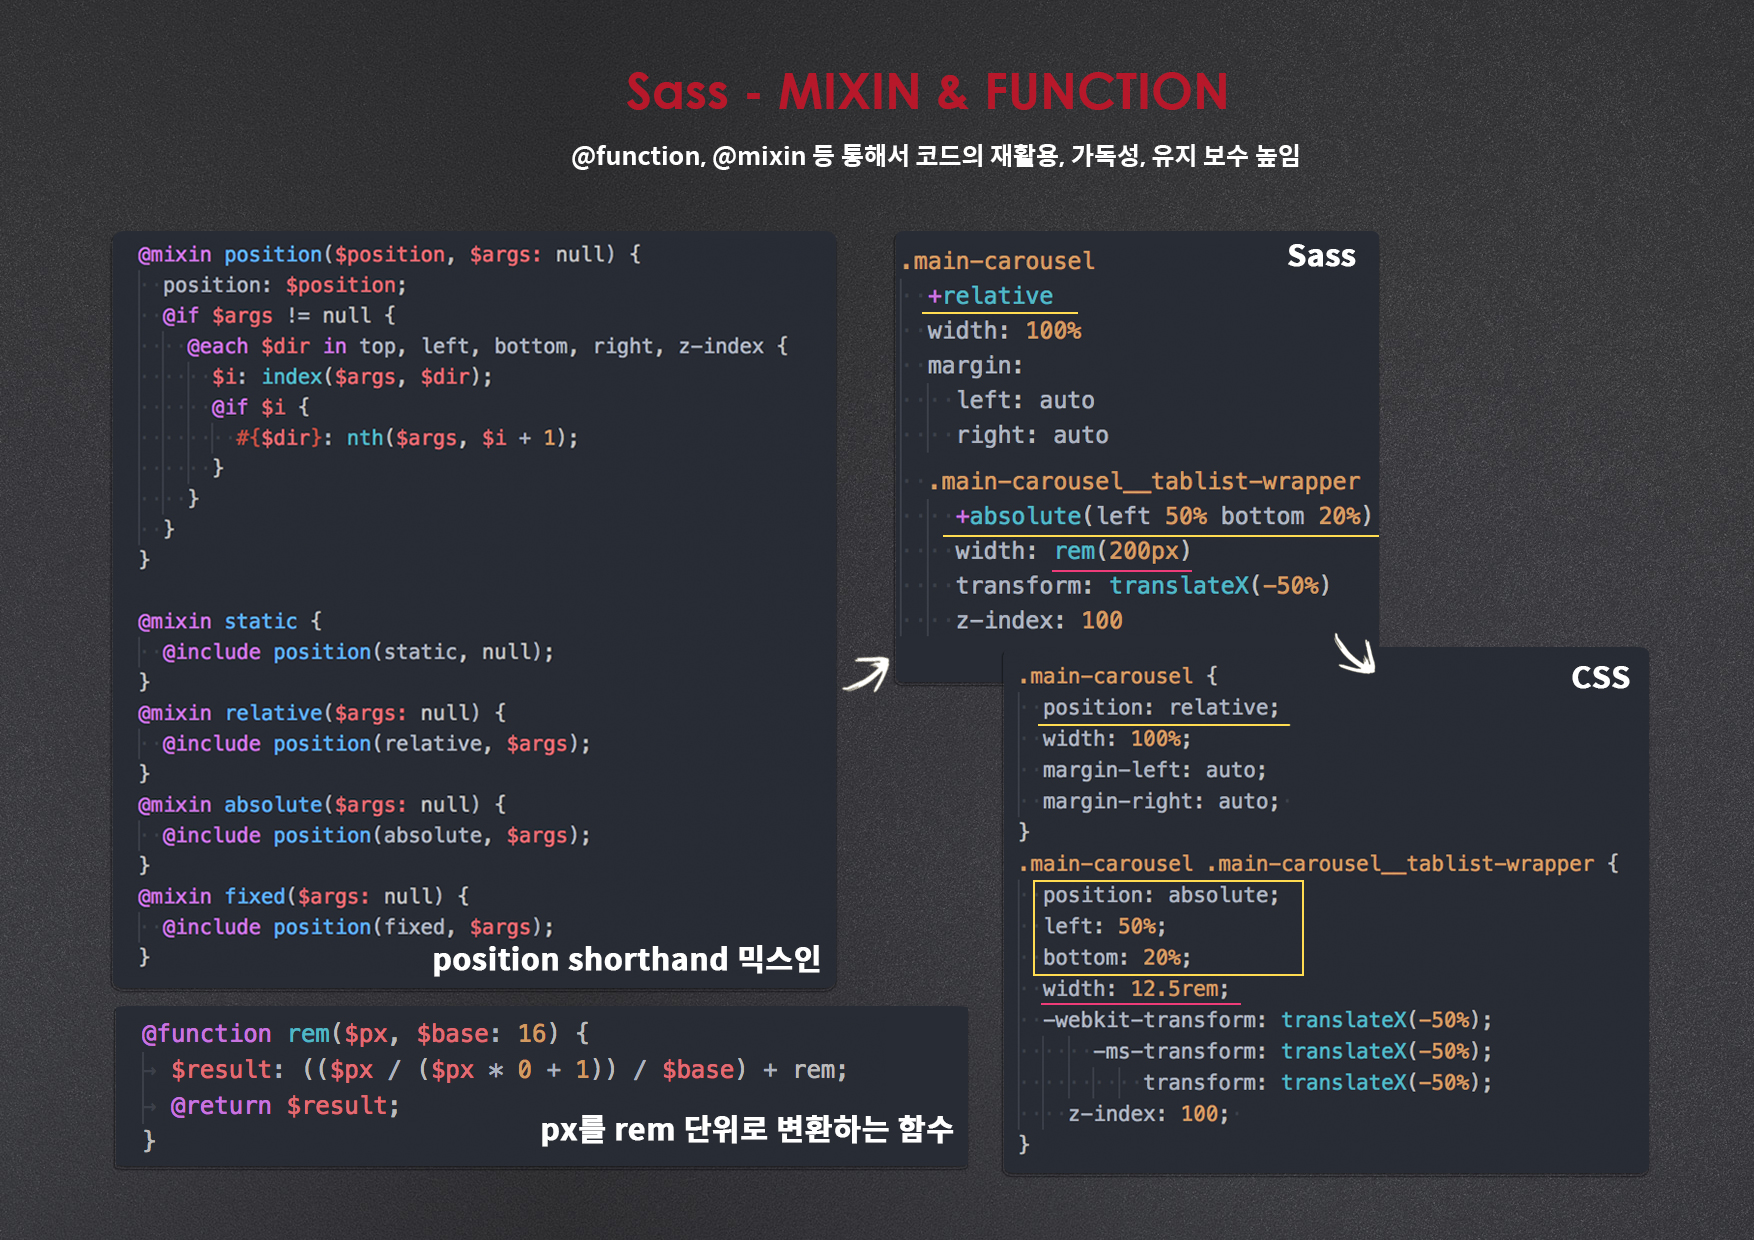 Sass - MIXIN & FUNCTION
@function, @mixin 등 통해서 코드의 재활용, 가독성, 유지 보수 높임
@mixin position($position, $args: null) {
position: $position;
@if $args != null {
@each $dir in top, left, bottom, right, z-index {
$i: index($args, $dir);
@if $i {
#{$dir}: nth($args, $i + 1);
}
}
}
}
@mixin static {
@include position(static, null);
}
@mixin relative($args: null) {
@include position(relative, $args);
}
@mixin absolute($args: null) {
@include position(absolute, $args);
}
@mixin fixed($args: null) {
@include position(fixed, $args);
}
position shorthand 믹스인
@function rem($px, $base: 16) {
$result: (($px / ($px * 0 + 1)) / $base) + rem;
@return $result;
}
px를 rem 단위로 변환하는 함수
Sass
.main-carousel
+relative
width: 100%
margin:
left: auto
right: auto
.main-carousel__tablist-wrapper
+absolute(left 50% bottom 20%)
width: rem(200px)
transform: translateX(-50%)
z-index: 100
CSS
.main-carousel {
position: relative;
width: 100%;
margin-left: auto;
margin-right: auto;
}
.main-carousel .main-carousel__tablist-wrapper {
position: absolute;
left: 50%;
bottom: 20%;
width: 12.5rem;
-webkit-transform: translateX(-50%);
-ms-transform: translateX(-50%);
transform: translateX(-50%);
z-index: 100;
}